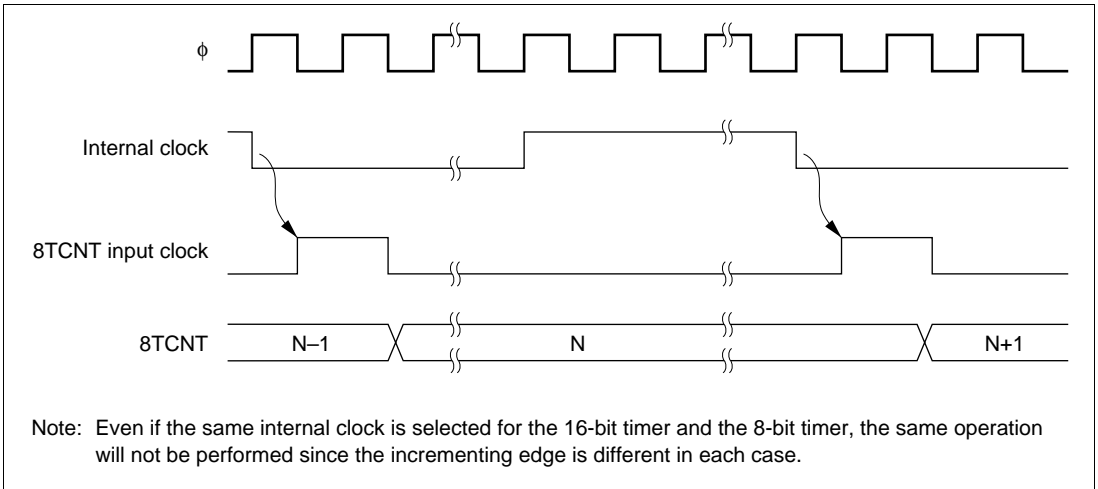 ϕ
Internal clock
8TCNT input clock
8TCNT
N–1
N
N+1
Note: Even if the same internal clock is selected for the 16-bit timer and the 8-bit timer, the same operation
will not be performed since the incrementing edge is different in each case.